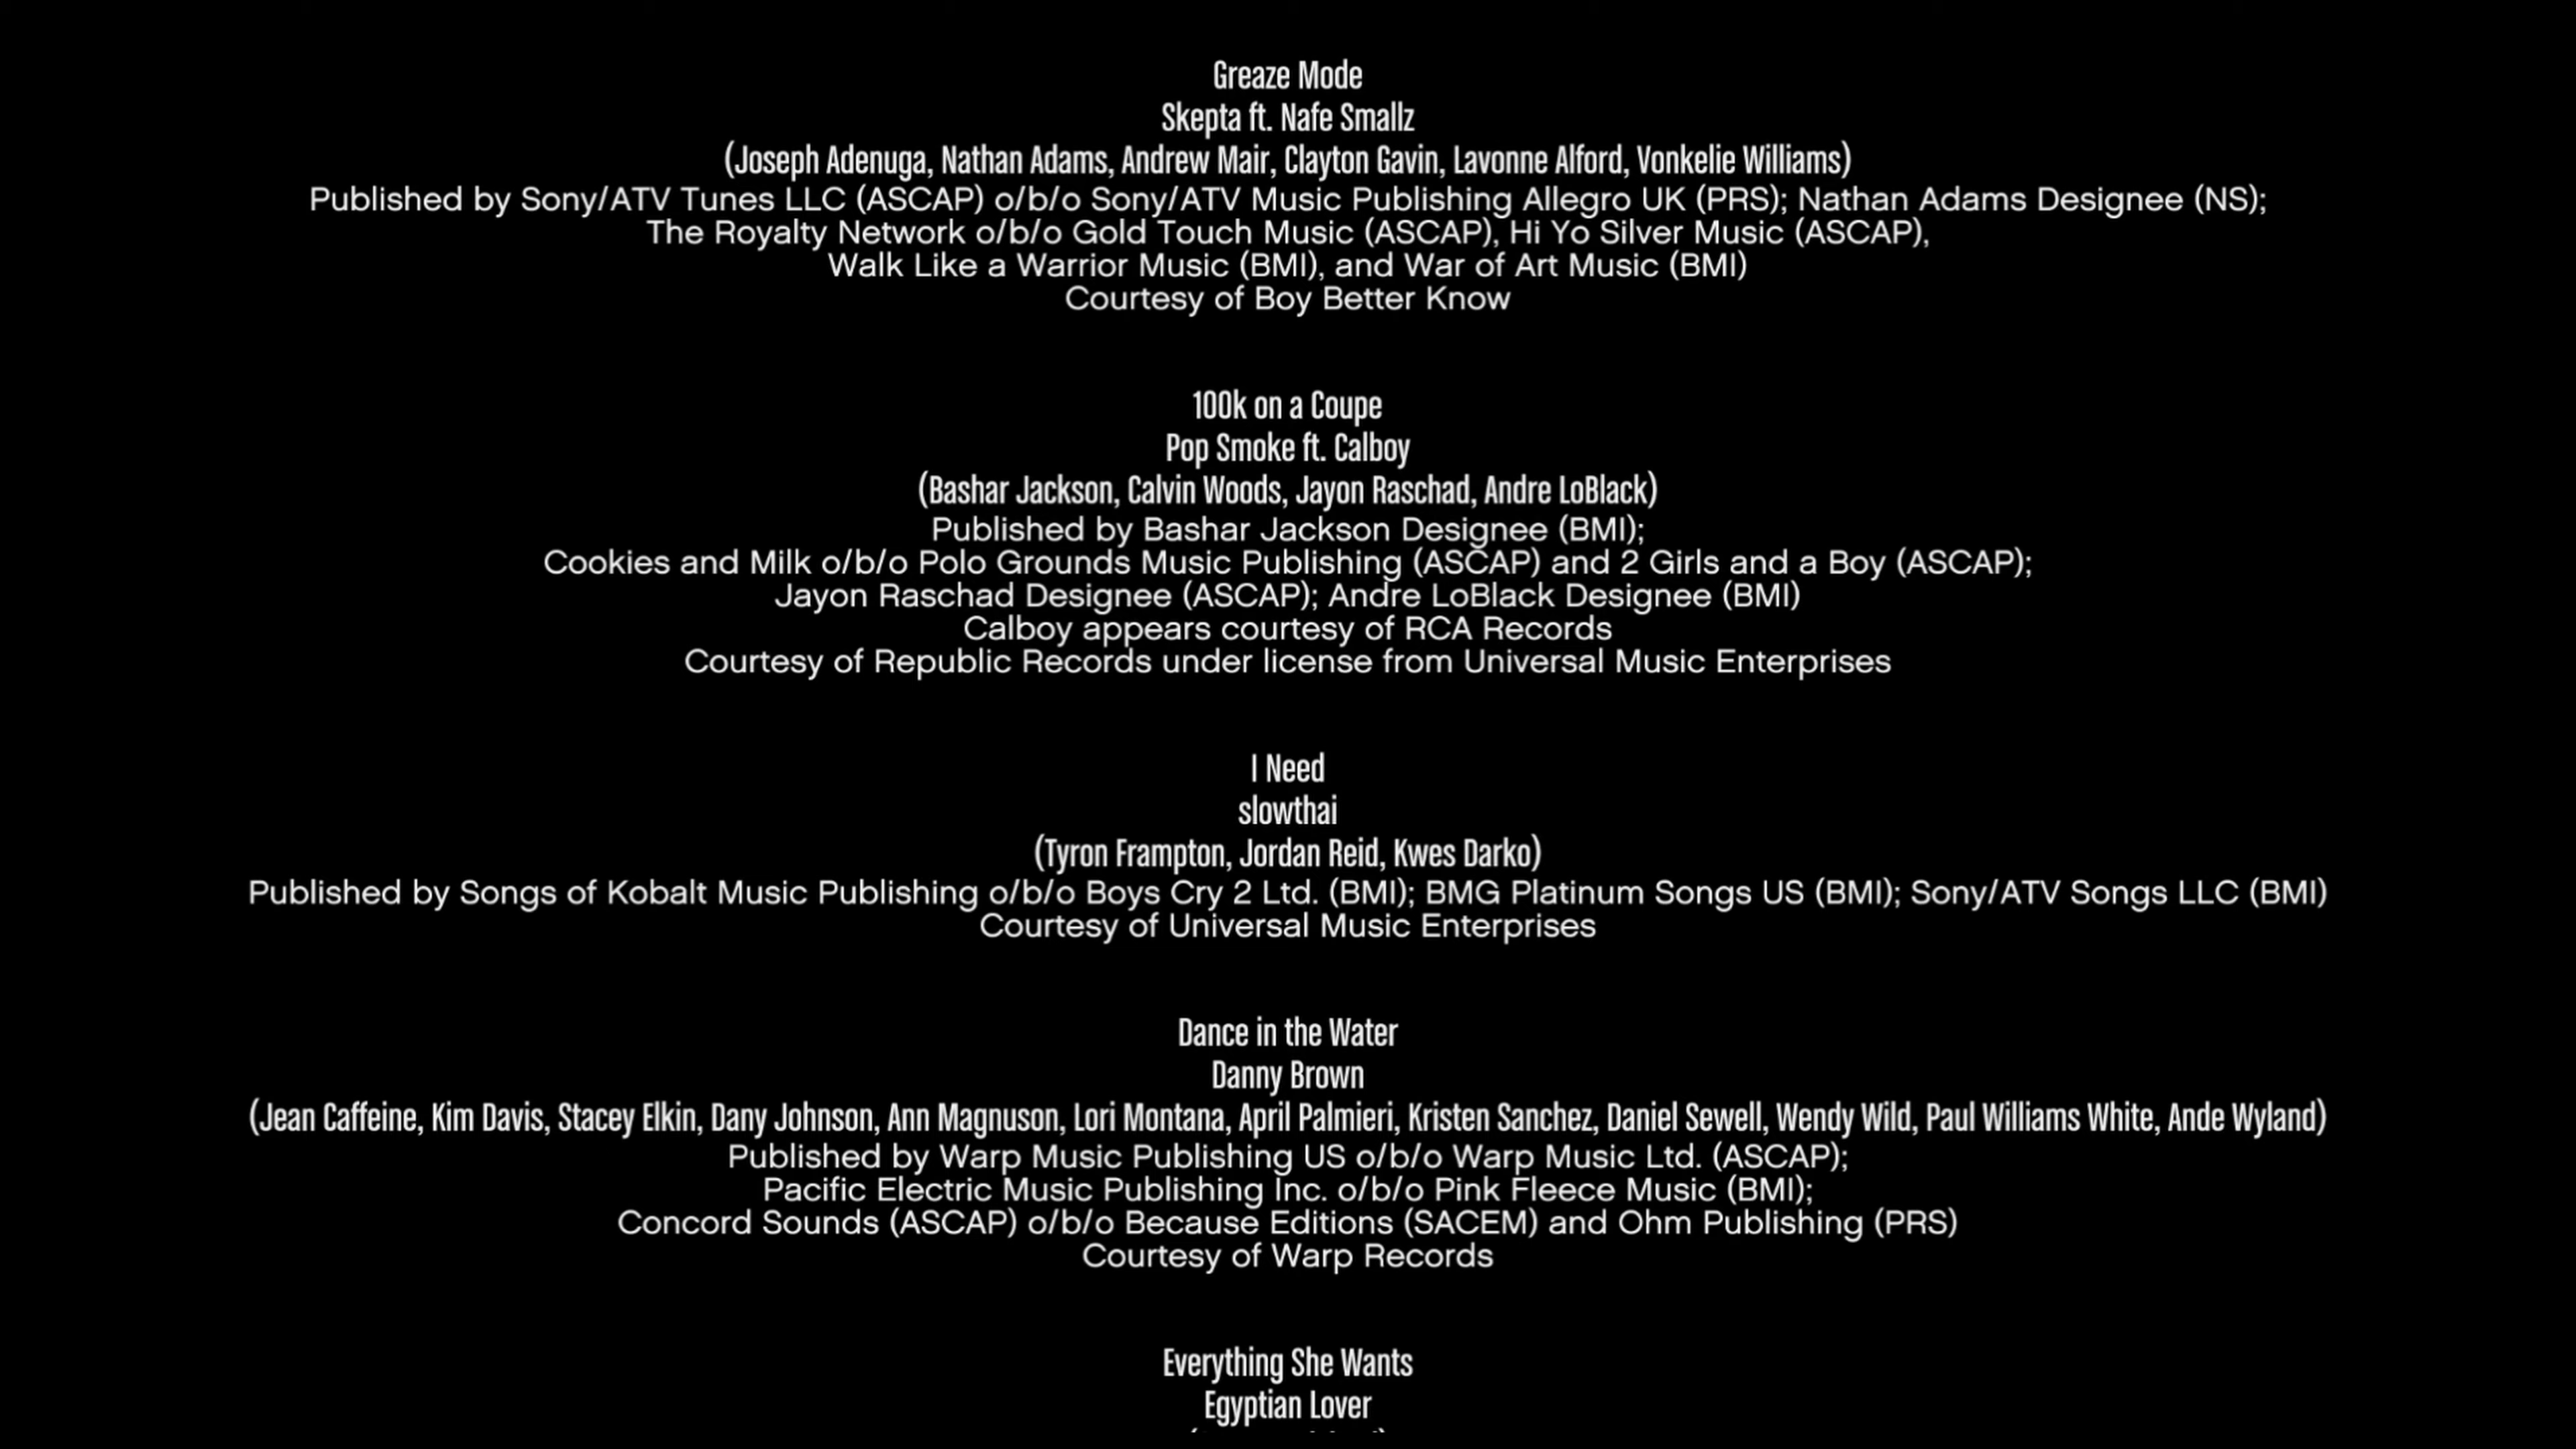 Greaze Mode
Skepta ft. Nafe Smallz
(Joseph Adenuga, Nathan Adams, Andrew Mair, Clayton Gavin, Lavonne Alford, Vonkelie Williams)
Published by Sony/ATV Tunes LLC (ASCAP) o/b/o Sony/ATV Music Publishing Allegro UK (PRS); Nathan Adams Designee (NS);
The Royalty Network o/b/o Gold Touch Music (ASCAP), Hi Yo Silver Music (ASCAP),
Walk Like a Warrior Music (BMI), and War of Art Music (BMI)
Courtesy of Boy Better Know
100k on a Coupe
Pop Smoke ft. Calboy
(Bashar Jackson, Calvin Woods, Jayon Raschad, Andre LoBlack)
Published by Bashar Jackson Designee (BMI);
Cookies and Milk o/b/o Polo Grounds Music Publishing (ASCAP) and 2 Girls and a Boy (ASCAP);
Jayon Raschad Designee (ASCAP); Andre LoBlack Designee (BMI)
Calboy appears courtesy of RCA Records
Courtesy of Republic Records under license from Universal Music Enterprises
I Need
slowthai
(Tyron Frampton, Jordan Reid, Kwes Darko)
Published by Songs of Kobalt Music Publishing o/b/o Boys Cry 2 Ltd. (BMI); BMG Platinum Songs US (BMI); Sony/ATV Songs LLC (BMI)
Courtesy of Universal Music Enterprises
Dance in the Water
Danny Brown
(Jean Caffeine, Kim Davis, Stacey Elkin, Dany Johnson, Ann Magnuson, Lori Montana, April Palmieri, Kristen Sanchez, Daniel Sewell, Wendy Wild, Paul Williams White, Ande Wyland)
Published by Warp Music Publishing US o/b/o Warp Music Ltd. (ASCAP);
Pacific Electric Music Publishing Inc. o/b/o Pink Fleece Music (BMI);
Concord Sounds (ASCAP) o/b/o Because Editions (SACEM) and Ohm Publishing (PRS)
Courtesy of Warp Records
Everything She Wants
Egyptian Lover